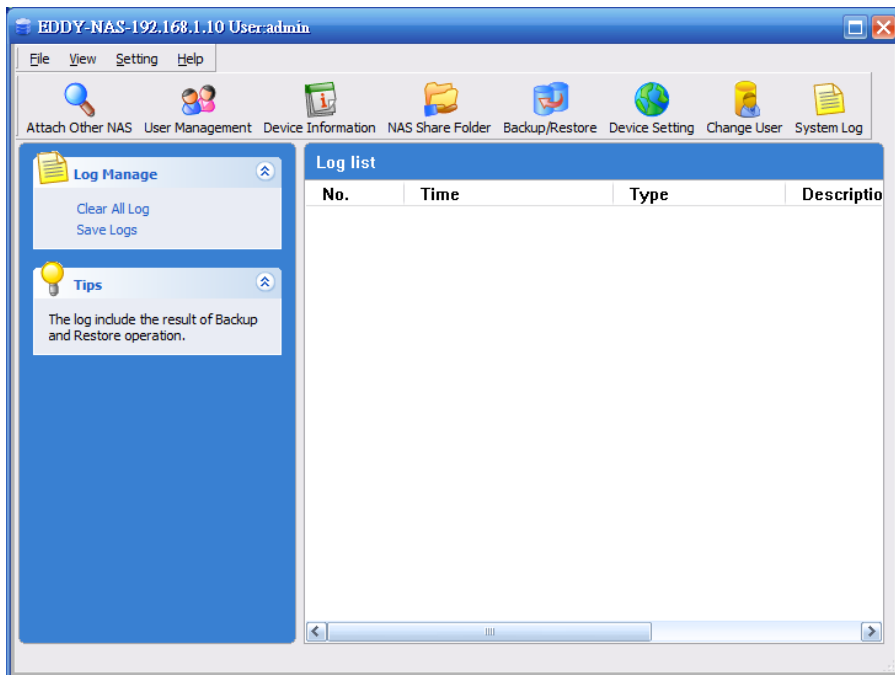 EDDY-NAS-192.168.1.10 User:admin
File View Setting Help
Attach Other NAS User Management Device Information NAS Share Folder Backup/Restore Device Setting Change User System Log
Log Manage
Clear All Log
Save Logs
Tips
The log include the result of Backup
and Restore operation.
Log list
No. Time Type Descriptio